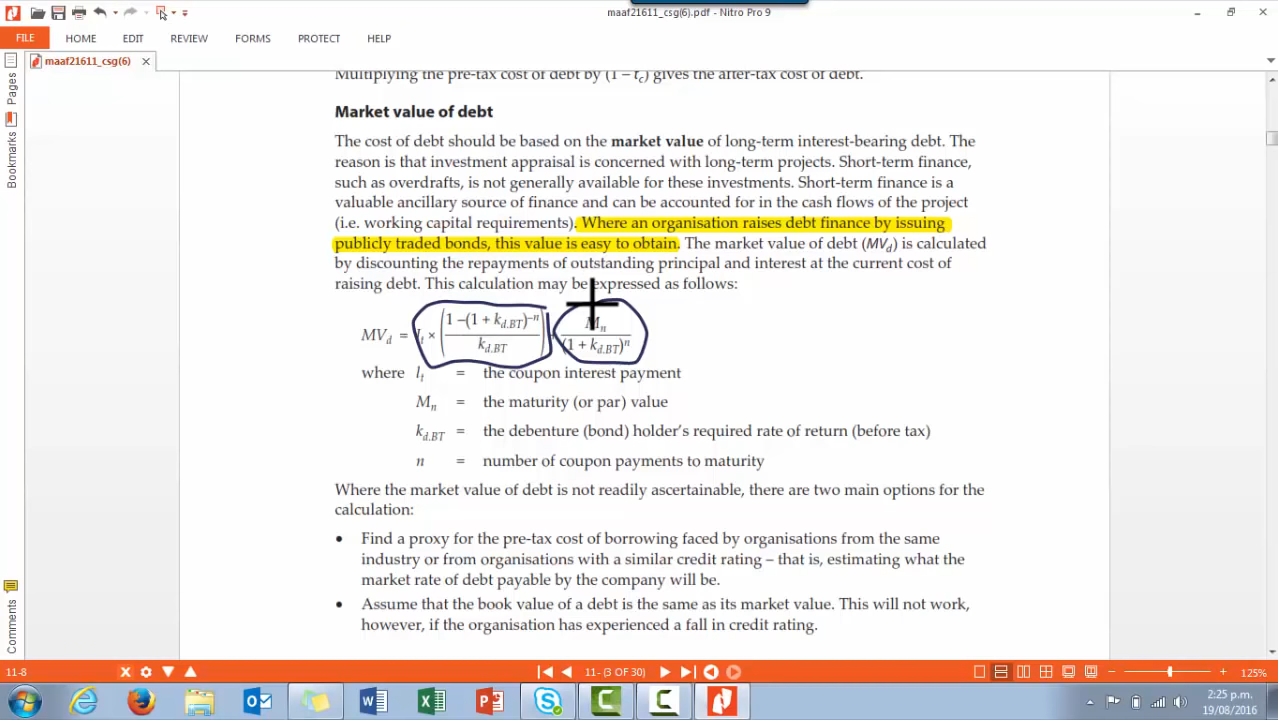 maaf21611_csg(6).pdf - Nitro Pro 9
FILE HOME EDIT REVIEW FORMS PROTECT HELP
maaf21611_csg(6)
Pages
Bookmarks
Comments
Multiplying the pre-tax cost of debt by (1 – tc) gives the after-tax cost of debt.
Market value of debt
The cost of debt should be based on the market value of long-term interest-bearing debt. The
reason is that investment appraisal is concerned with long-term projects. Short-term finance,
such as overdrafts, is not generally available for these investments. Short-term finance is a
valuable ancillary source of finance and can be accounted for in the cash flows of the project
(i.e. working capital requirements). Where an organisation raises debt finance by issuing
publicly traded bonds, this value is easy to obtain. The market value of debt (MVd) is calculated
by discounting the repayments of outstanding principal and interest at the current cost of
raising debt. This calculation may be expressed as follows:
MVd = It × (1 –(1 + kd.BT)–n / kd.BT) + Mn / (1 + kd.BT)n
where It = the coupon interest payment
Mn = the maturity (or par) value
kd.BT = the debenture (bond) holder's required rate of return (before tax)
n = number of coupon payments to maturity
Where the market value of debt is not readily ascertainable, there are two main options for the
calculation:
• Find a proxy for the pre-tax cost of borrowing faced by organisations from the same
industry or from organisations with a similar credit rating – that is, estimating what the
market rate of debt payable by the company will be.
• Assume that the book value of a debt is the same as its market value. This will not work,
however, if the organisation has experienced a fall in credit rating.
11-8
11- (3 OF 30)
125%
2:25 p.m.
19/08/2016